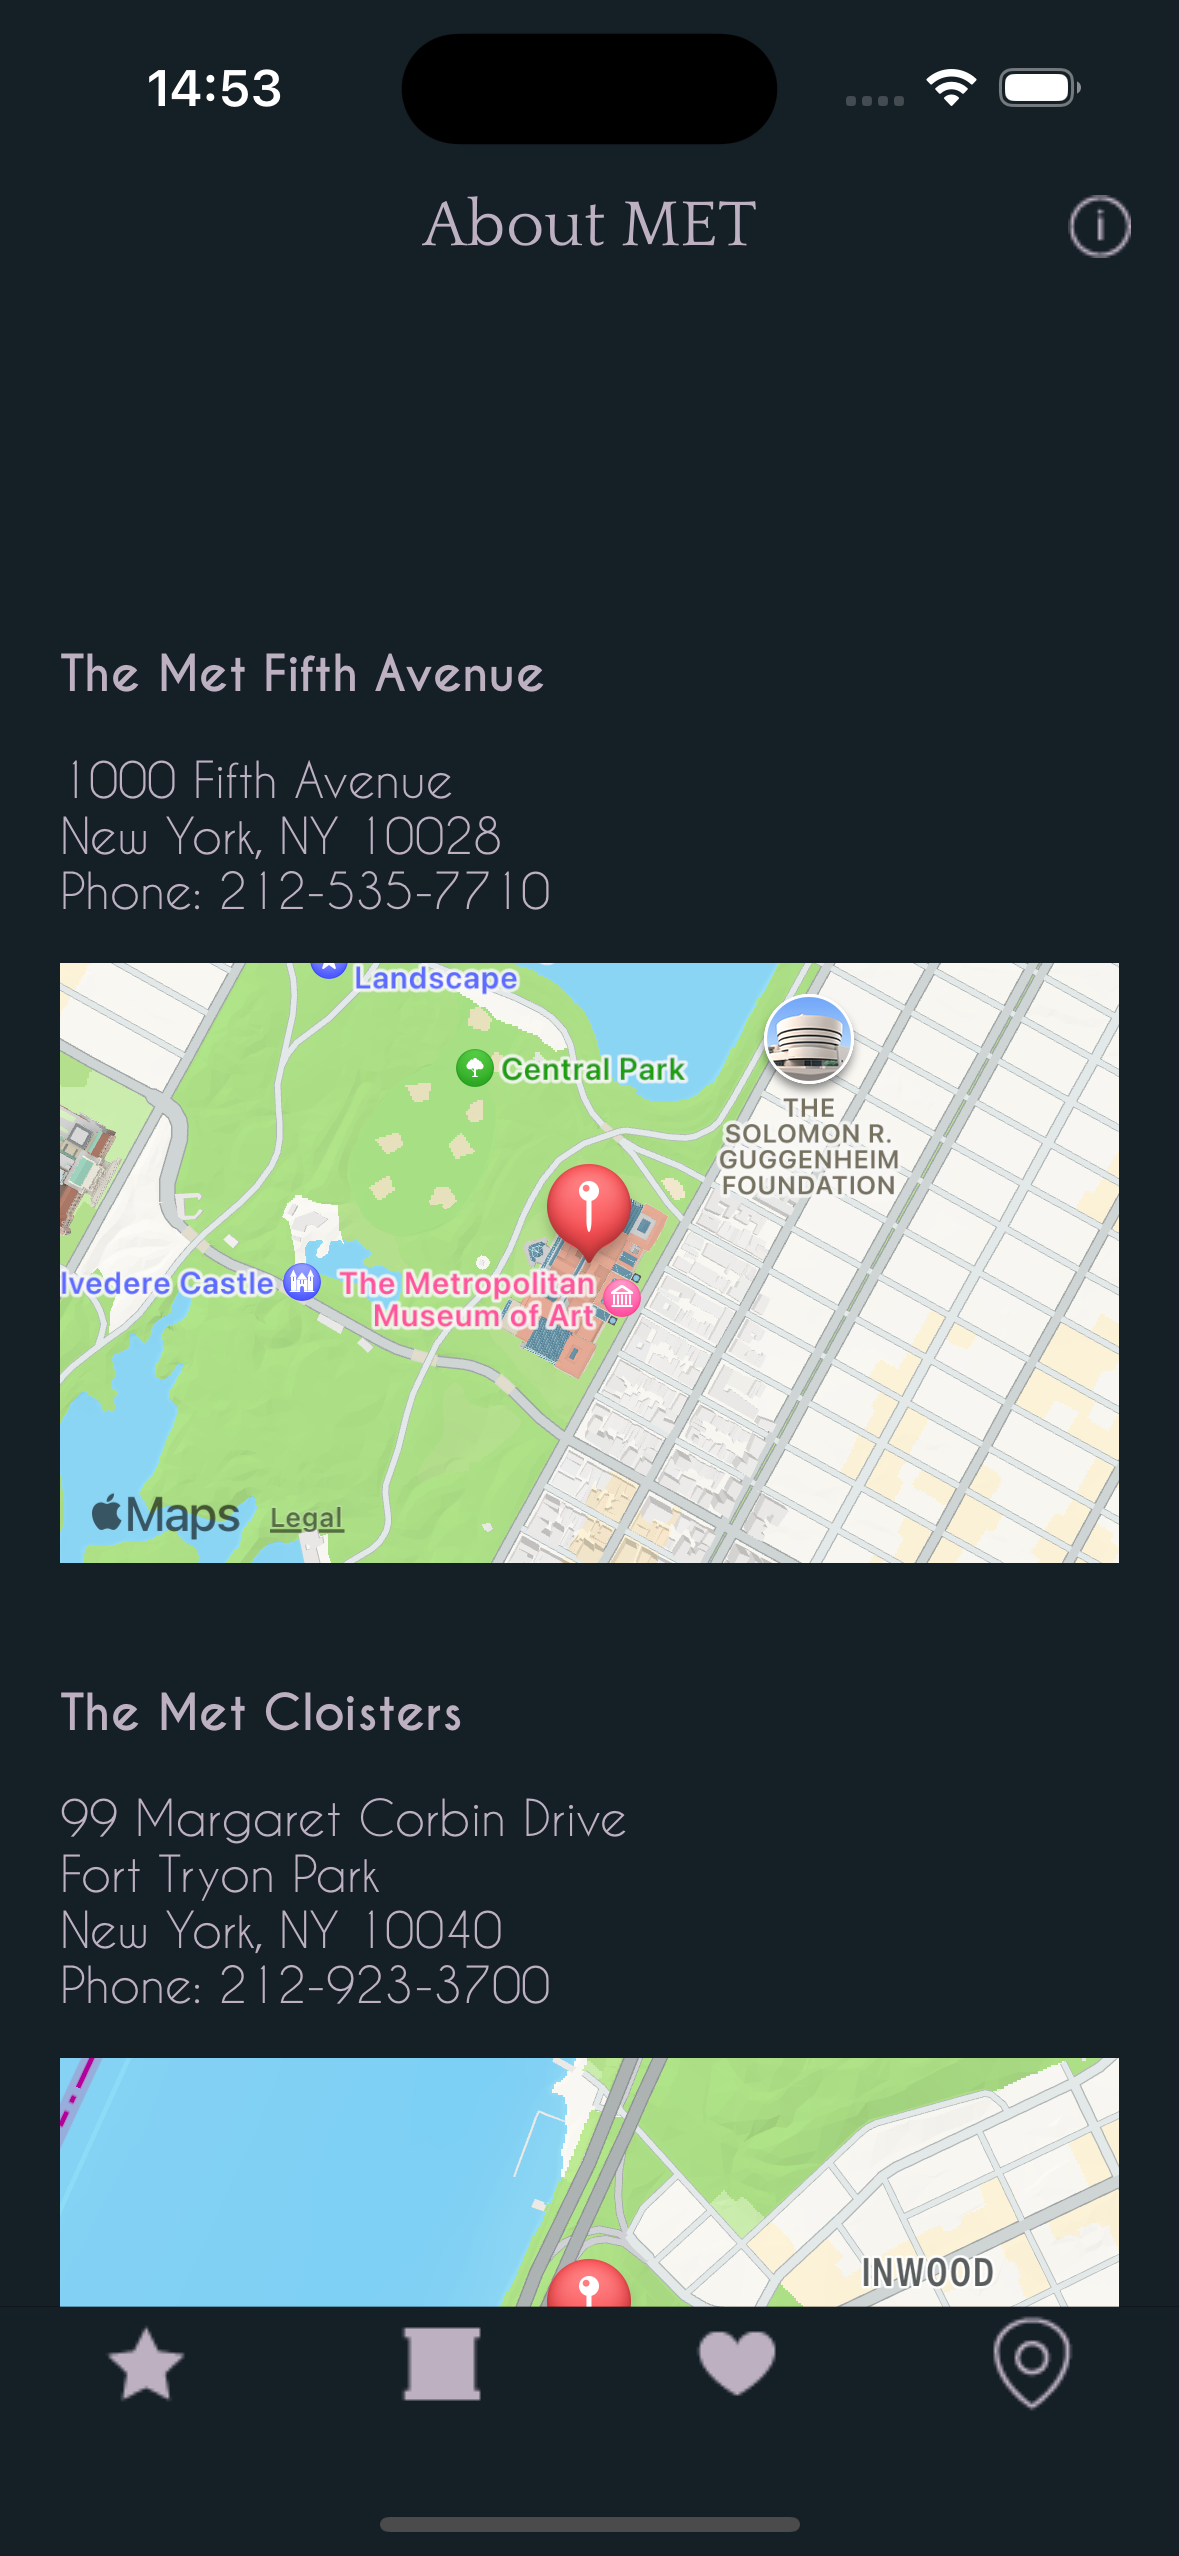 14:53
About MET
The Met Fifth Avenue
1000 Fifth Avenue
New York, NY 10028
Phone: 212-535-7710
Landscape
Central Park
THE
SOLOMON R.
GUGGENHEIM
FOUNDATION
lvedere Castle
The Metropolitan
Museum of Art
Maps
Legal
The Met Cloisters
99 Margaret Corbin Drive
Fort Tryon Park
New York, NY 10040
Phone: 212-923-3700
INWOOD